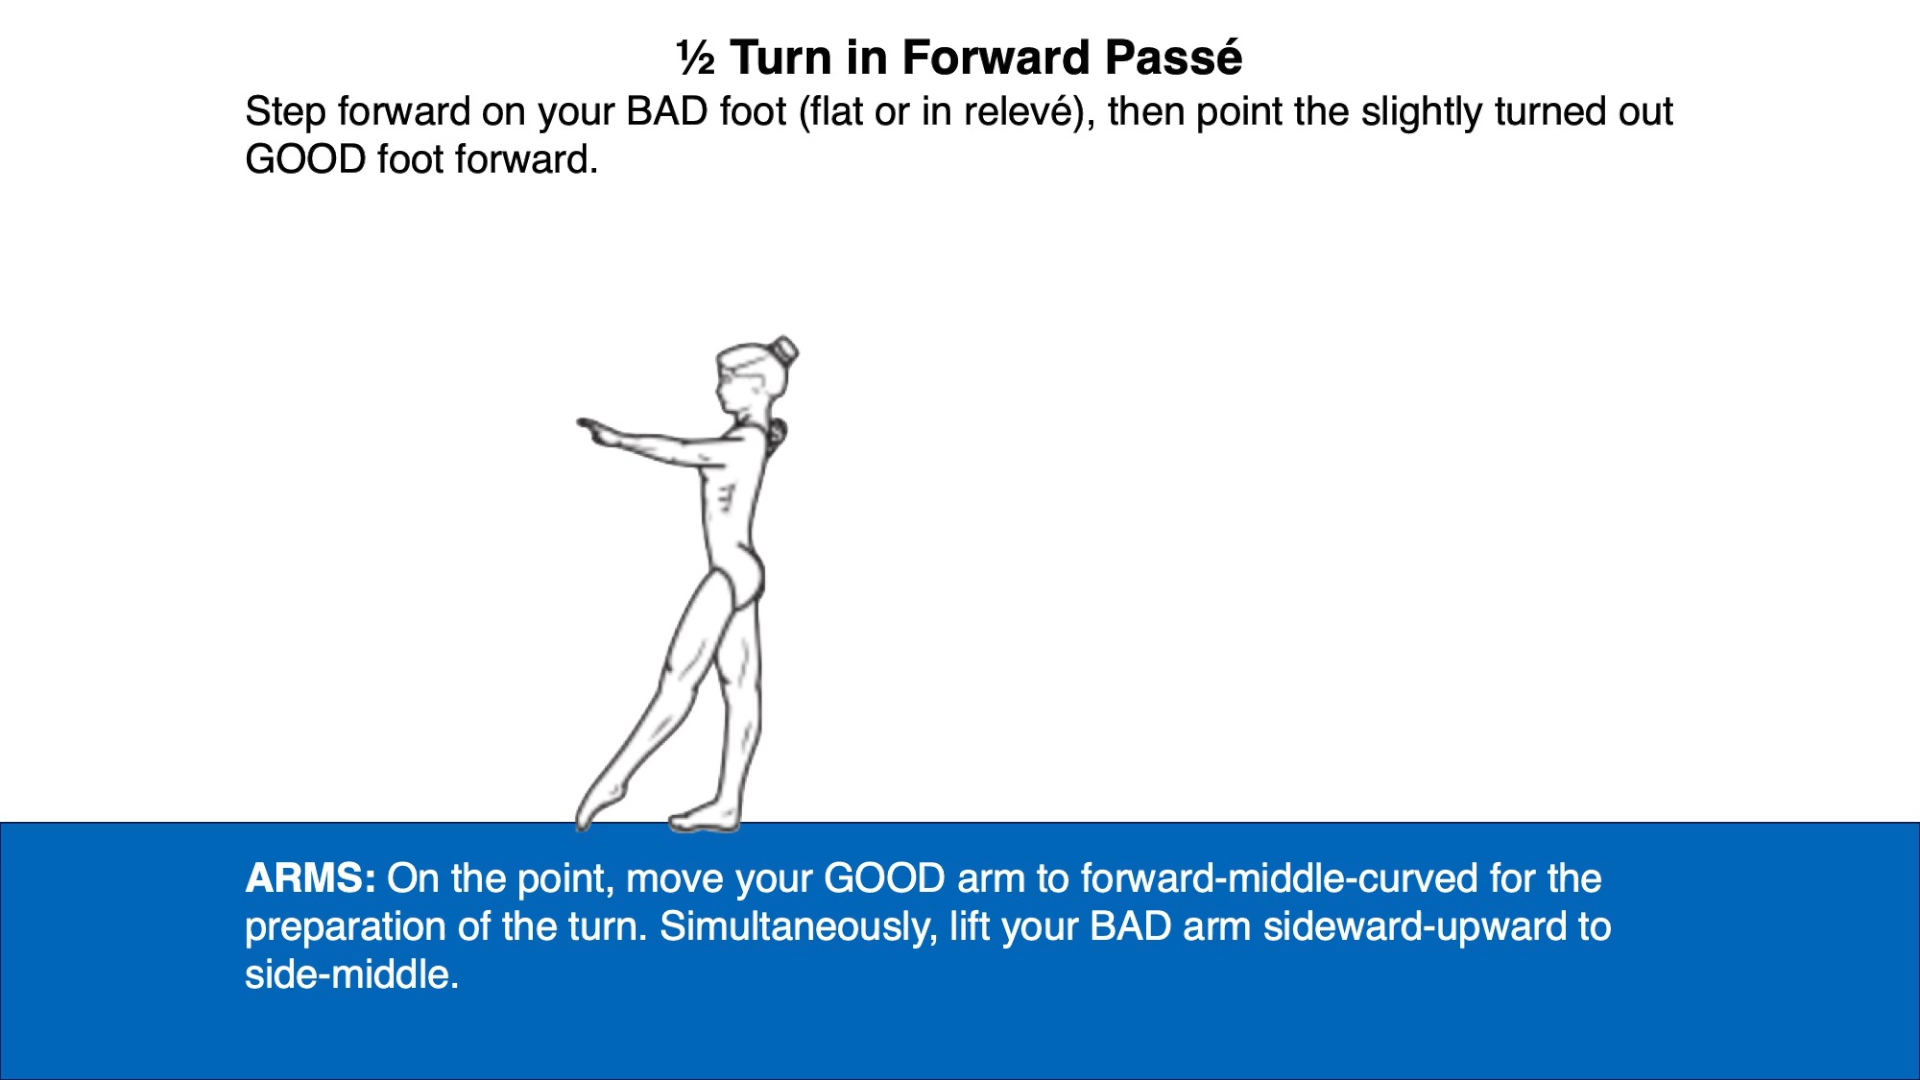 ½ Turn in Forward Passé
Step forward on your BAD foot (flat or in relevé), then point the slightly turned out
GOOD foot forward.
ARMS: On the point, move your GOOD arm to forward-middle-curved for the
preparation of the turn. Simultaneously, lift your BAD arm sideward-upward to
side-middle.